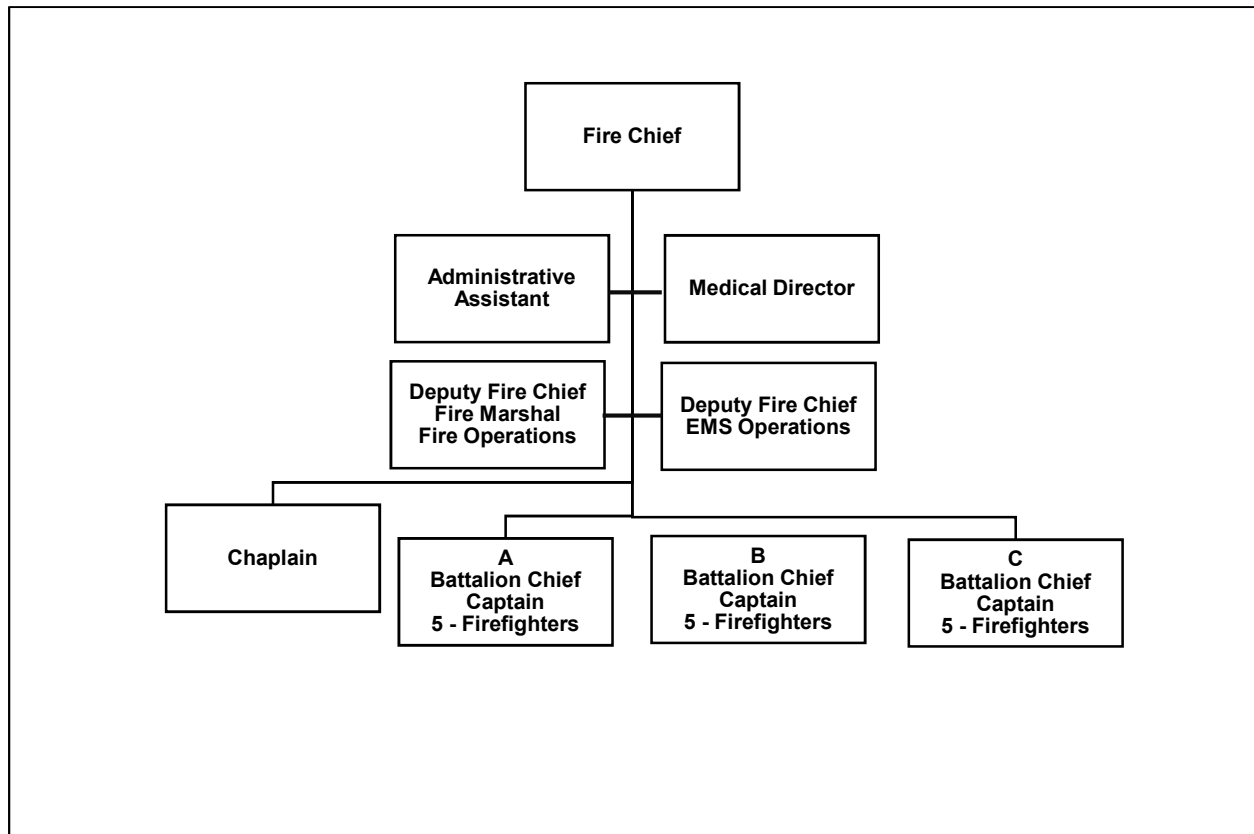 Fire Chief
Administrative
Assistant
Medical Director
Deputy Fire Chief
Fire Marshal
Fire Operations
Deputy Fire Chief
EMS Operations
Chaplain
A
Battalion Chief
Captain
5 - Firefighters
B
Battalion Chief
Captain
5 - Firefighters
C
Battalion Chief
Captain
5 - Firefighters